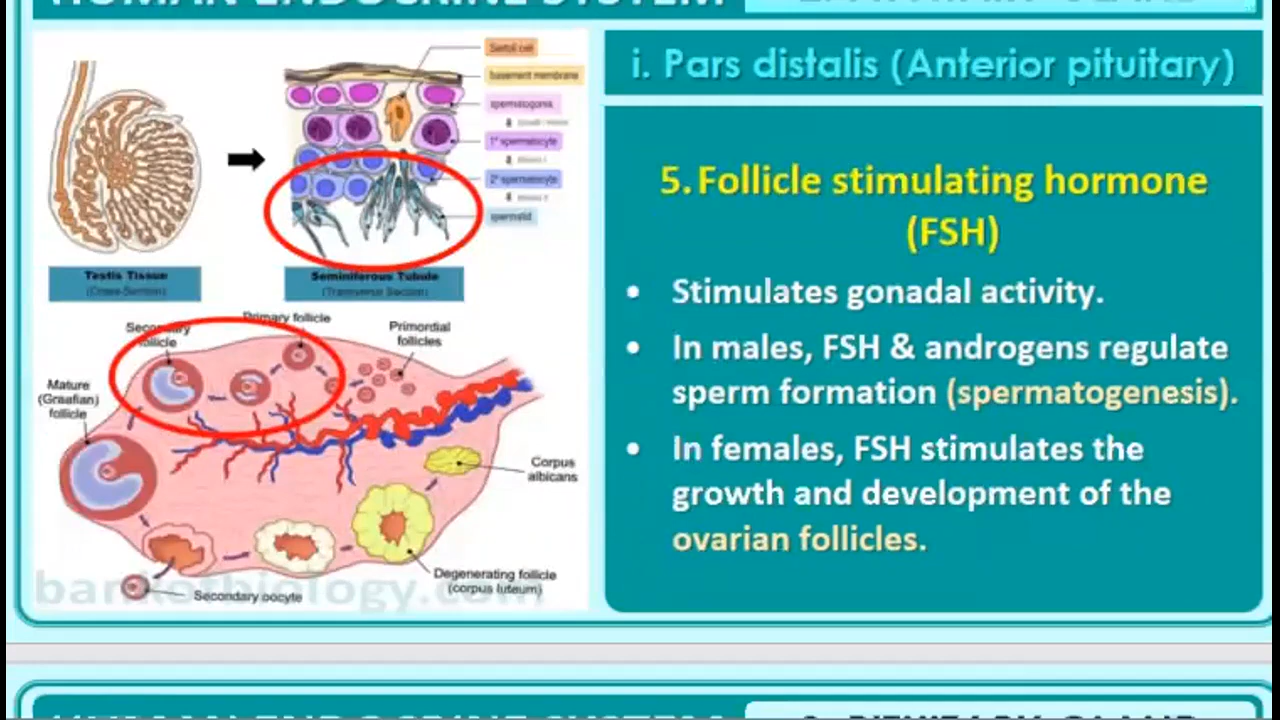 HUMAN ENDOCRINE SYSTEM
2. PITUITARY GLAND
i. Pars distalis (Anterior pituitary)
Sertoli cell
basement membrane
spermatogonia
1° spermatocyte
2° spermatocyte
spermatid
Testis Tissue
(Cross-Section)
Seminiferous Tubule
(Transverse Section)
Secondary
follicle
Primary follicle
Primordial
follicles
Mature
(Graafian)
follicle
Corpus
albicans
Degenerating follicle
(corpus luteum)
Secondary oocyte
bankofbiology.com
5. Follicle stimulating hormone
(FSH)
• Stimulates gonadal activity.
• In males, FSH & androgens regulate
sperm formation (spermatogenesis).
• In females, FSH stimulates the
growth and development of the
ovarian follicles.
HUMAN ENDOCRINE SYSTEM
2. PITUITARY GLAND